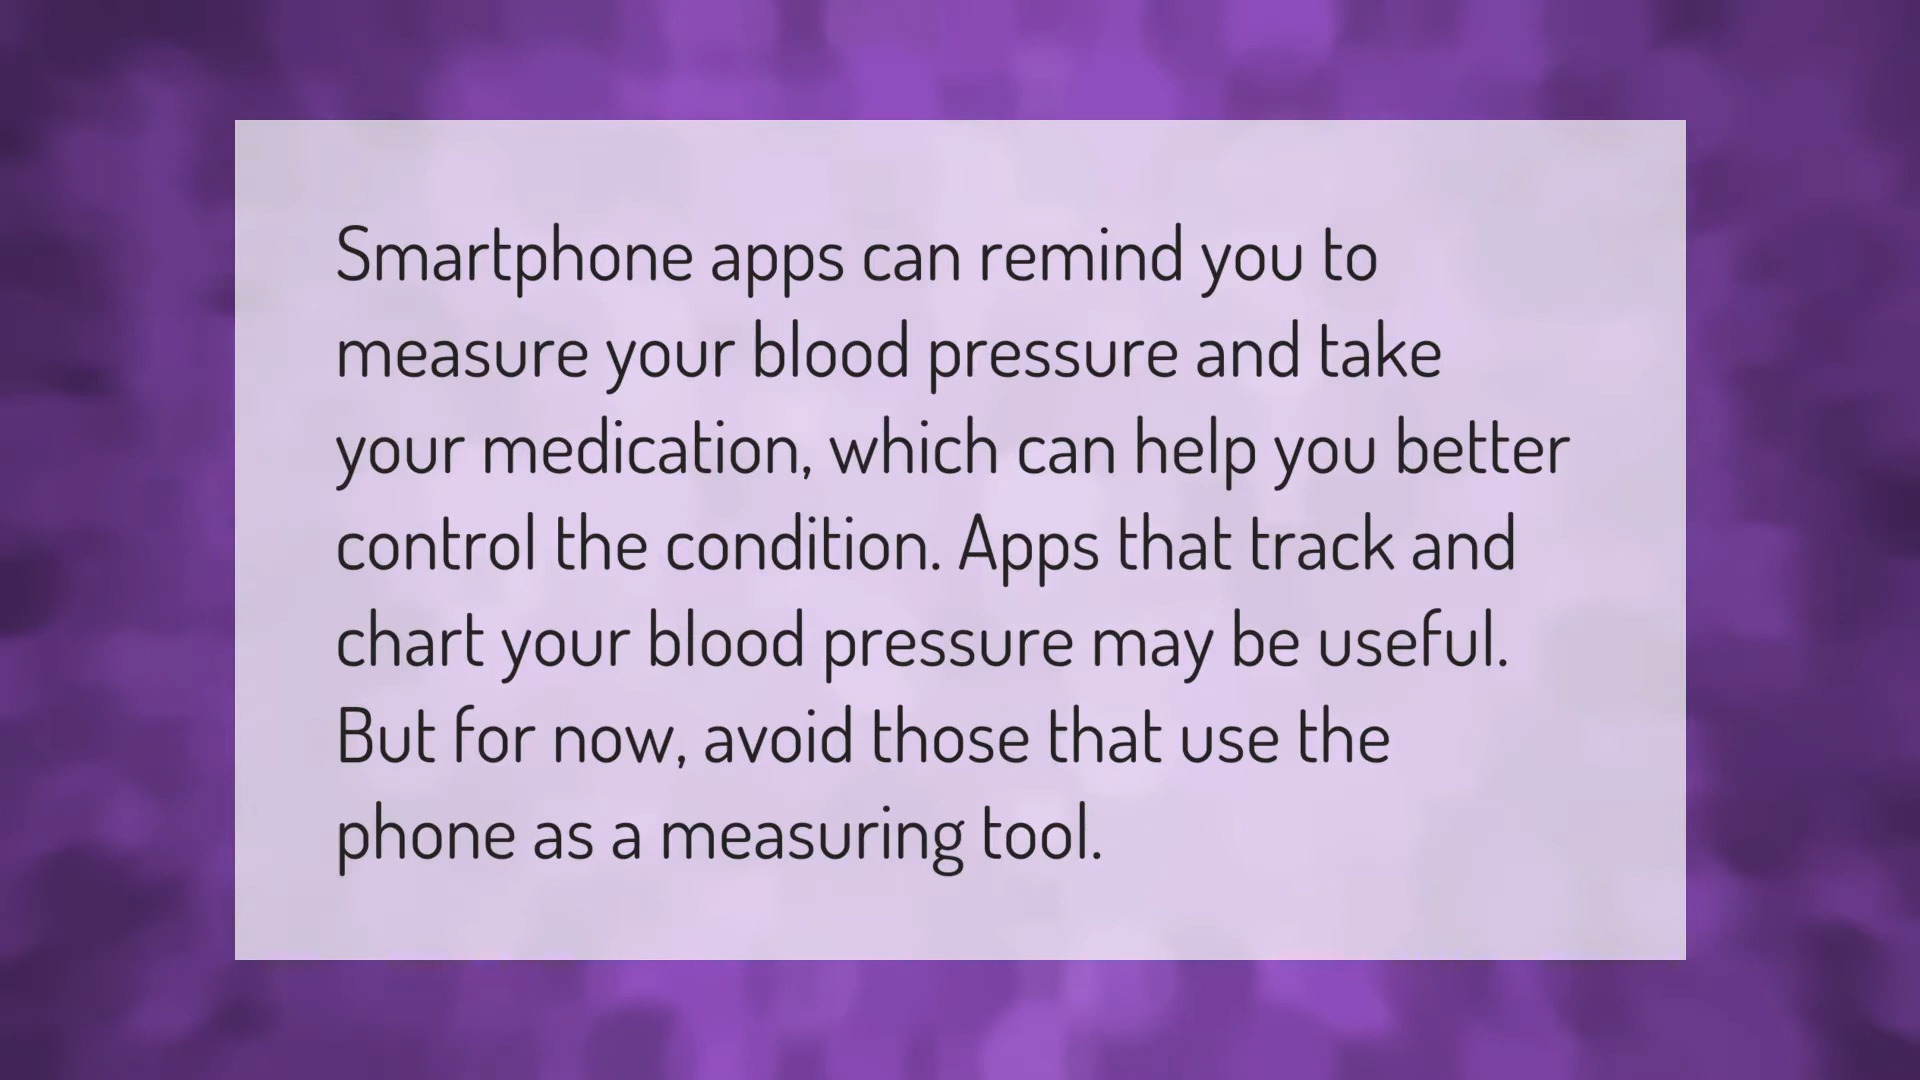 Smartphone apps can remind you to
measure your blood pressure and take
your medication, which can help you better
control the condition. Apps that track and
chart your blood pressure may be useful.
But for now, avoid those that use the
phone as a measuring tool.